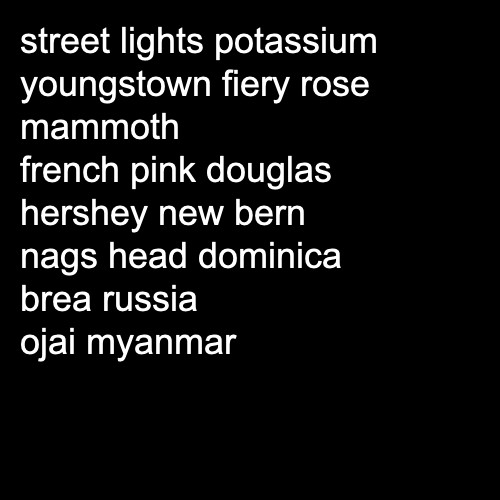 street lights potassium
youngstown fiery rose
mammoth
french pink douglas
hershey new bern
nags head dominica
brea russia
ojai myanmar